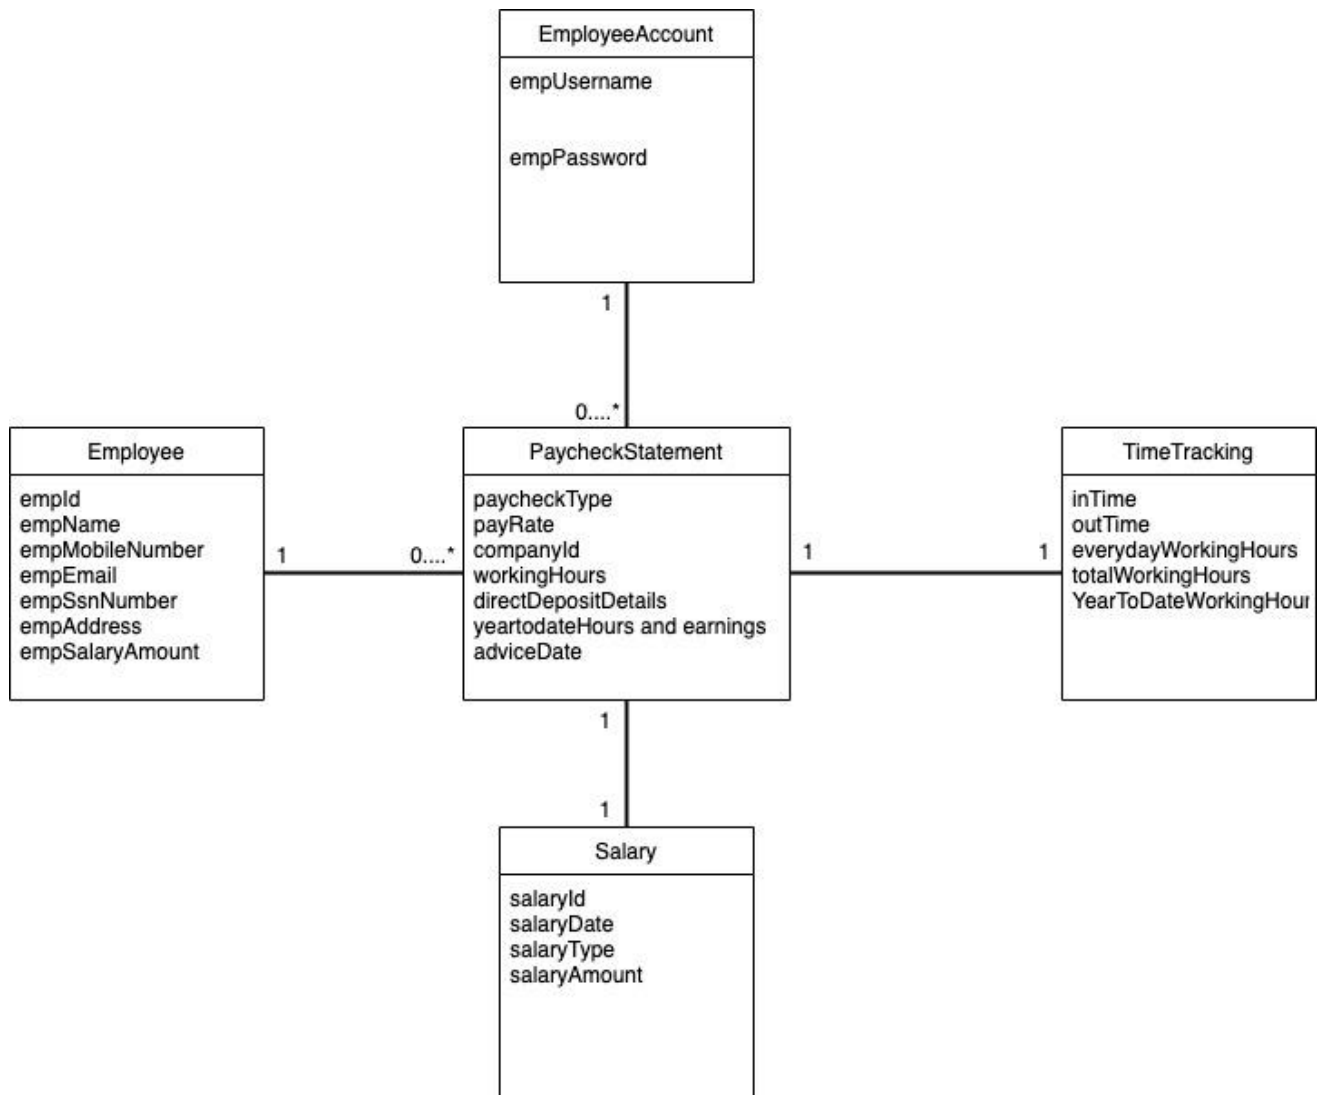 EmployeeAccount
empUsername
empPassword
1
0....*
Employee
empId
empName
empMobileNumber
empEmail
empSsnNumber
empAddress
empSalaryAmount
1
0....*
PaycheckStatement
paycheckType
payRate
companyId
workingHours
directDepositDetails
yeartodateHours and earnings
adviceDate
1
1
TimeTracking
inTime
outTime
everydayWorkingHours
totalWorkingHours
YearToDateWorkingHour
1
1
Salary
salaryId
salaryDate
salaryType
salaryAmount